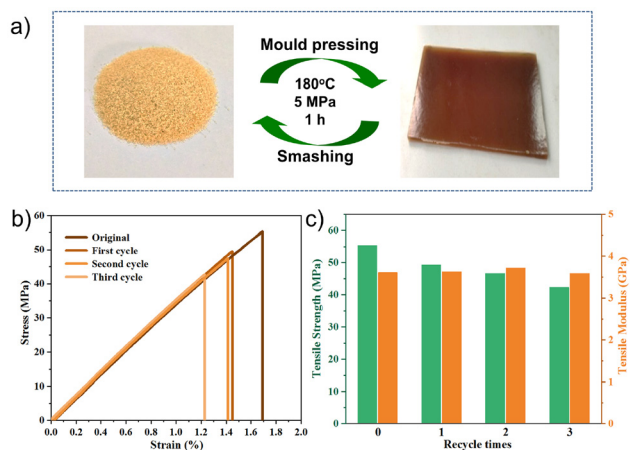 a)
Mould pressing
180°C
5 MPa
1 h
Smashing
b)
60
50
40
30
20
10
0
Stress (MPa)
Original
First cycle
Second cycle
Third cycle
0.0 0.2 0.4 0.6 0.8 1.0 1.2 1.4 1.6 1.8 2.0
Strain (%)
c)
60
50
40
30
20
10
0
Tensile Strength (MPa)
5
4
3
2
1
0
Tensile Modulus (GPa)
0 1 2 3
Recycle times